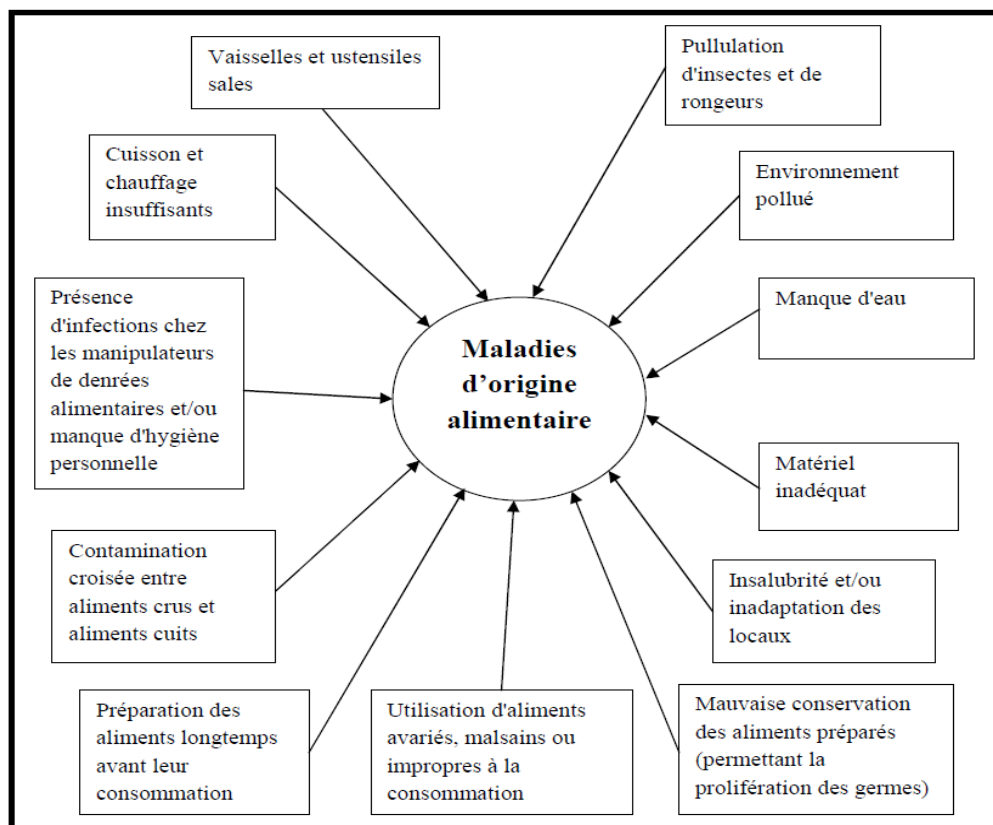 Vaisselles et ustensiles
sales
Pullulation
d'insectes et de
rongeurs
Cuisson et
chauffage
insuffisants
Environnement
pollué
Présence
d'infections chez
les manipulateurs
de denrées
alimentaires et/ou
manque d'hygiène
personnelle
Manque d'eau
Maladies
d'origine
alimentaire
Matériel
inadéquat
Contamination
croisée entre
aliments crus et
aliments cuits
Insalubrité et/ou
inadaptation des
locaux
Préparation des
aliments longtemps
avant leur
consommation
Utilisation d'aliments
avariés, malsains ou
impropres à la
consommation
Mauvaise conservation
des aliments préparés
(permettant la
prolifération des germes)